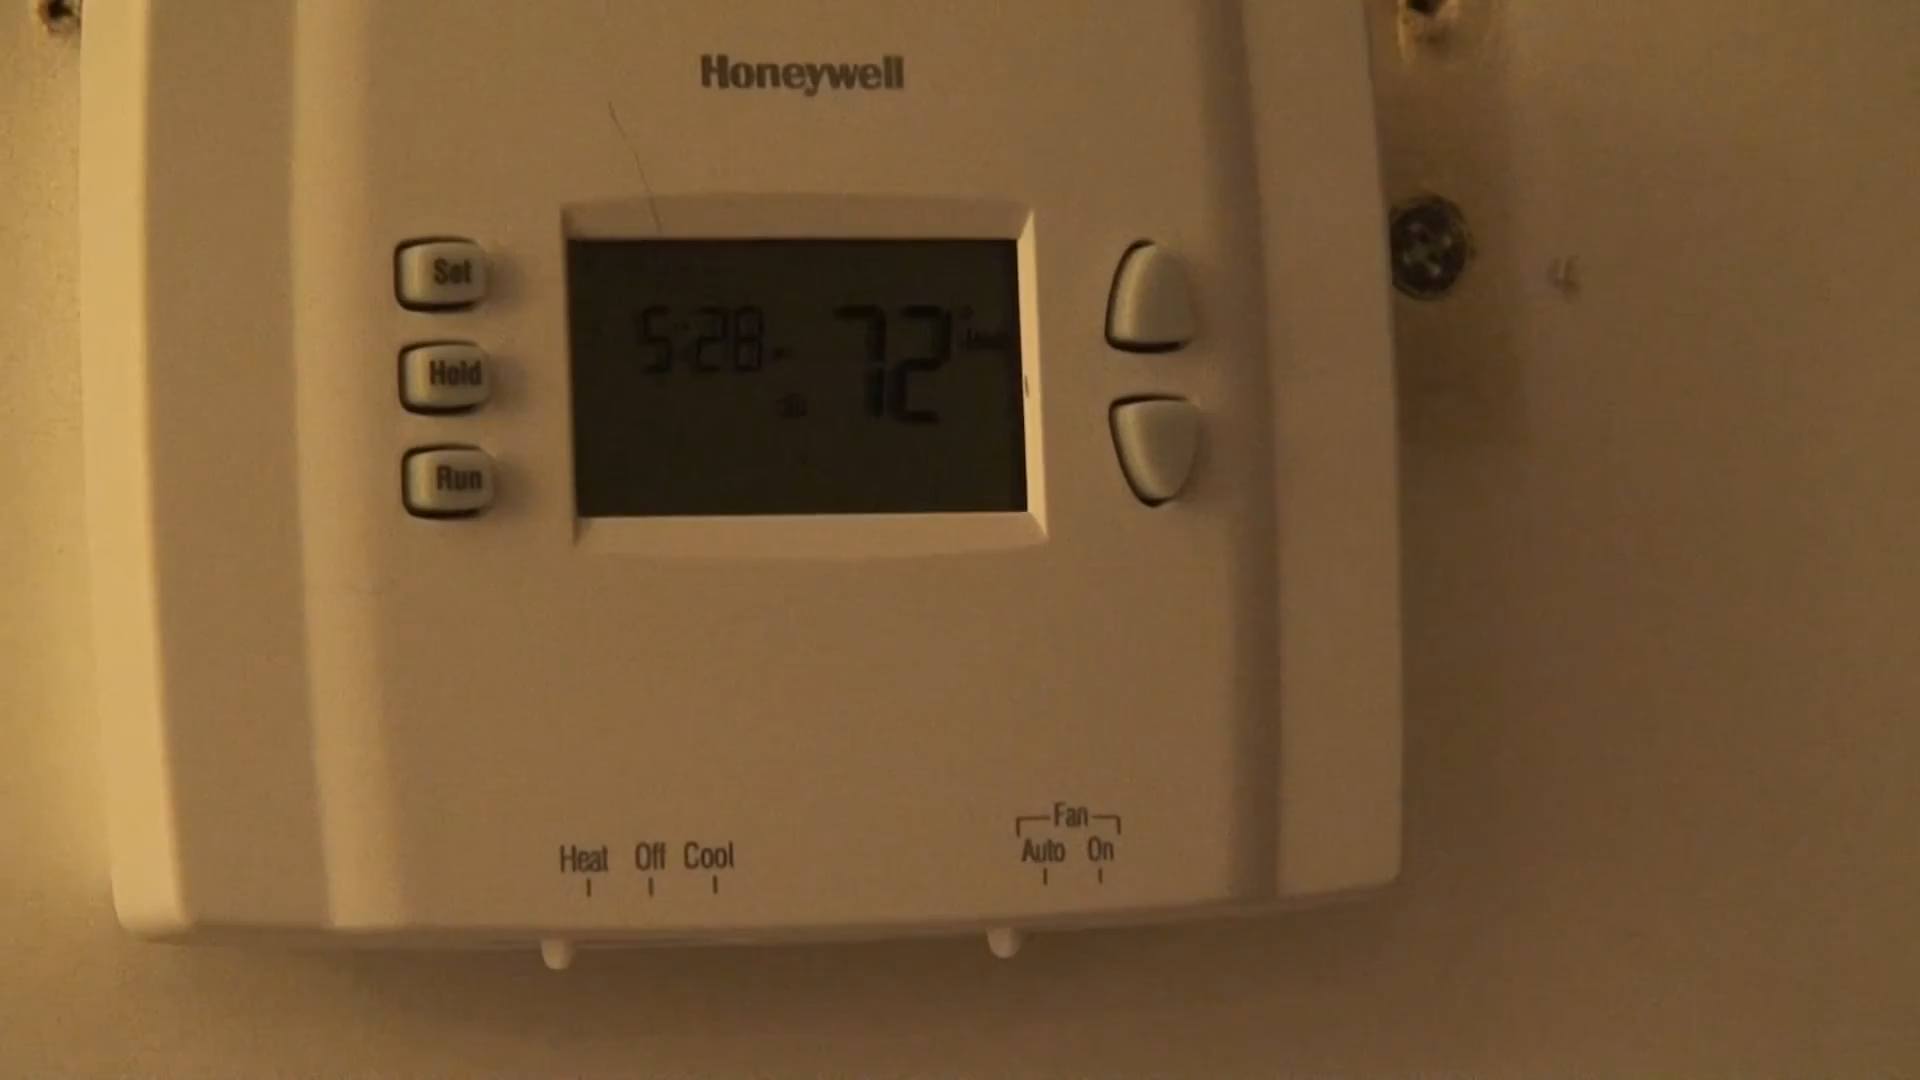 Honeywell
Set
Hold
Run
5:28 72°
Fan
Auto On
Heat Off Cool